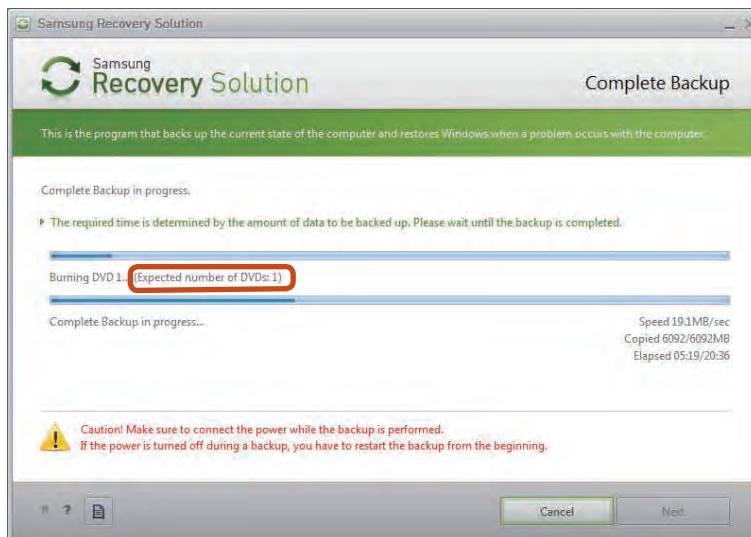 Samsung Recovery Solution
Samsung
Recovery Solution
Complete Backup
This is the program that backs up the current state of the computer and restores Windows when a problem occurs with the computer.
Complete Backup in progress.
The required time is determined by the amount of data to be backed up. Please wait until the backup is completed.
Burning DVD 1... (Expected number of DVDs: 1)
Complete Backup in progress...
Speed 19.1MB/sec
Copied 6092/6092MB
Elapsed 05:19/20:36
Caution! Make sure to connect the power while the backup is performed.
If the power is turned off during a backup, you have to restart the backup from the beginning.
?
Cancel
Next